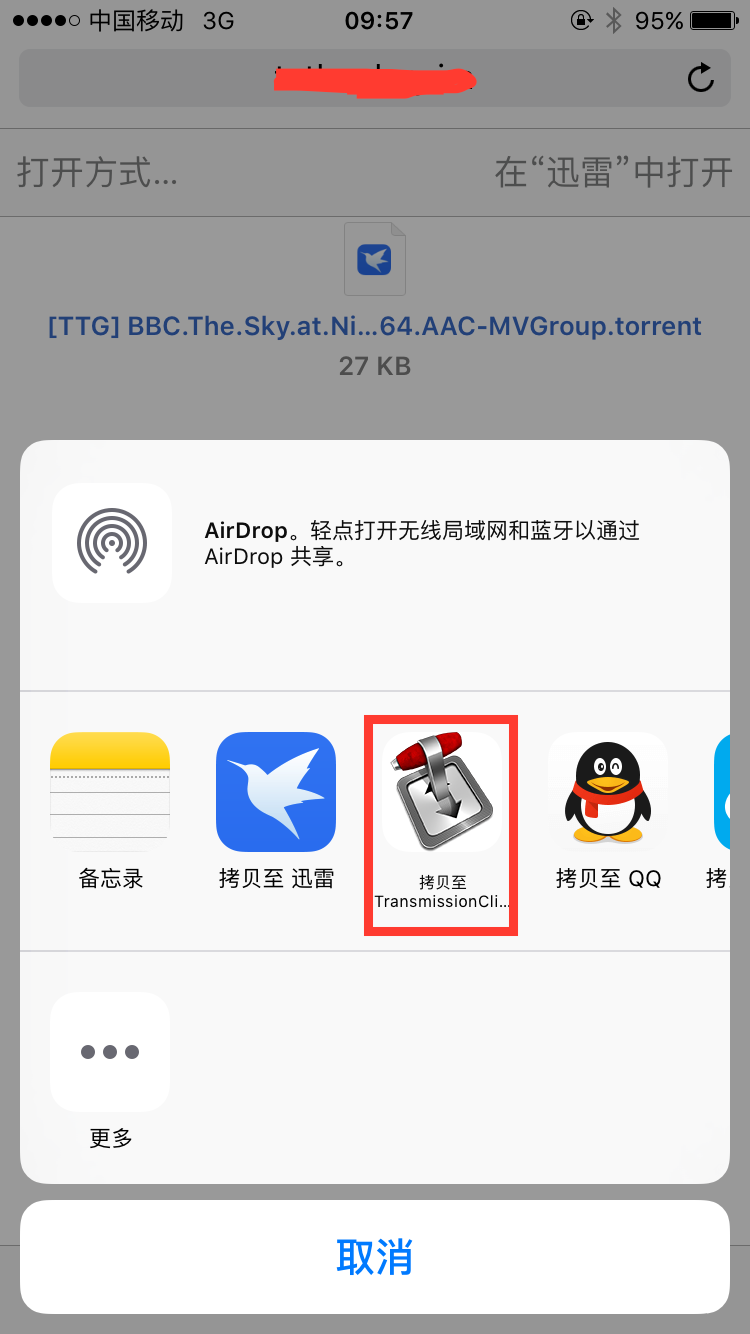 中国移动 3G 09:57 95%
打开方式... 在“迅雷”中打开
[TTG] BBC.The.Sky.at.Ni...64.AAC-MVGroup.torrent
27 KB
AirDrop。轻点打开无线局域网和蓝牙以通过
AirDrop 共享。
备忘录
拷贝至 迅雷
拷贝至
TransmissionCli...
拷贝至 QQ
拷
更多
取消